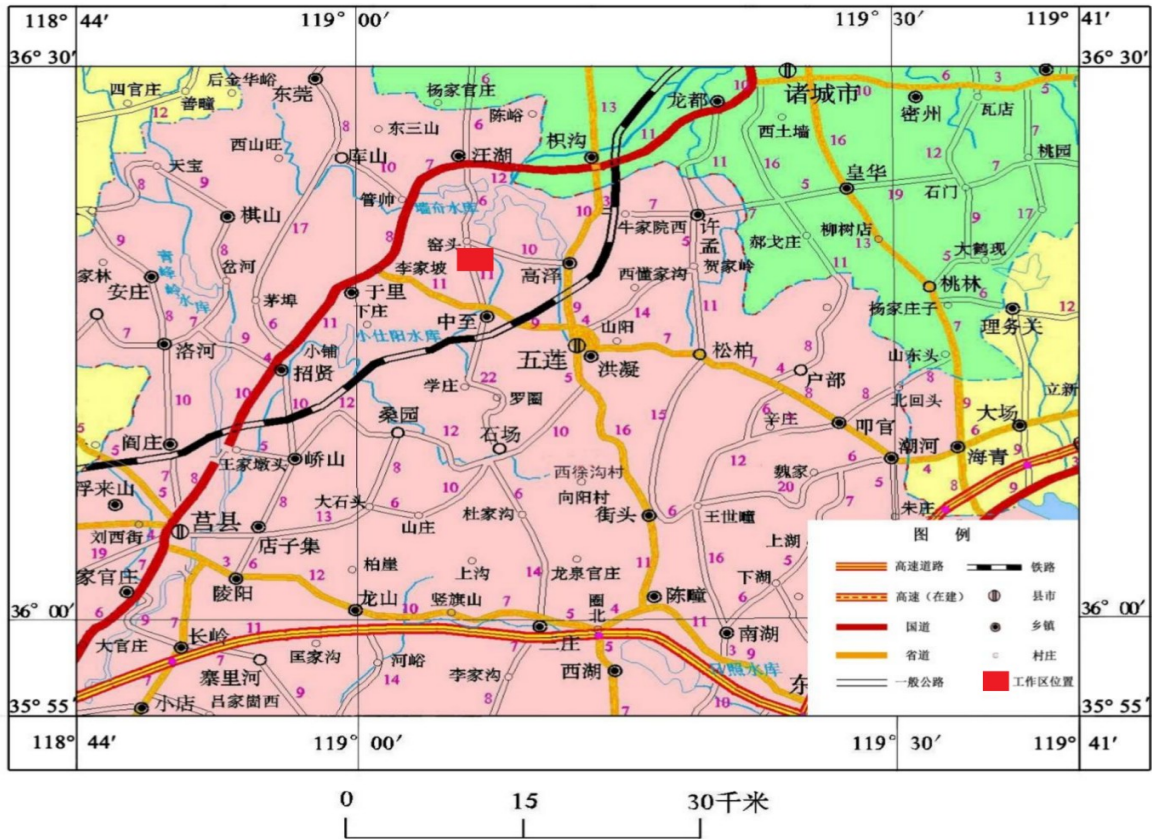 118° 44′
119° 00′
119° 30′
119° 41′
36° 30′
36° 30′
四官庄
善疃
后金华峪
东莞
杨家官庄
陈峪
龙都
诸城市
密州
瓦店
天宝
西山旺
东三山
库山
汪湖
枳沟
西土墙
桃园
管帅
墙夼水库
皇华
石门
棋山
牛家院西
许孟
郝戈庄
柳树店
大鹤现
窑头
高泽
家林
安庄
青峰岭水库
岔河
李家坡
西懂家沟
贺家岭
桃林
茅埠
于里
下庄
中至
杨家庄子
理务关
小仕阳水库
山阳
洛河
小铺
招贤
五莲
洪凝
松柏
山东头
学庄
罗圈
户部
北回头
立新
桑园
石场
辛庄
叩官
大场
阎庄
王家墩头
峤山
潮河
海青
浮来山
西徐沟村
魏家
大石头
向阳村
朱庄
莒县
山庄
杜家沟
街头
王世疃
刘西街
店子集
上湖
家官庄
陵阳
柏崖
上沟
龙泉官庄
下湖
圈北
陈疃
龙山
竖旗山
36° 00′
36° 00′
大官庄
长岭
三庄
南湖
匡家沟
河峪
寨里河
李家沟
西湖
日照水库
小店
吕家崮西
东
35° 55′
35° 55′
图 例
高速道路
铁路
高速（在建）
县市
国道
乡镇
省道
村庄
一般公路
工作区位置
118° 44′
119° 00′
119° 30′
119° 41′
0 15 30千米